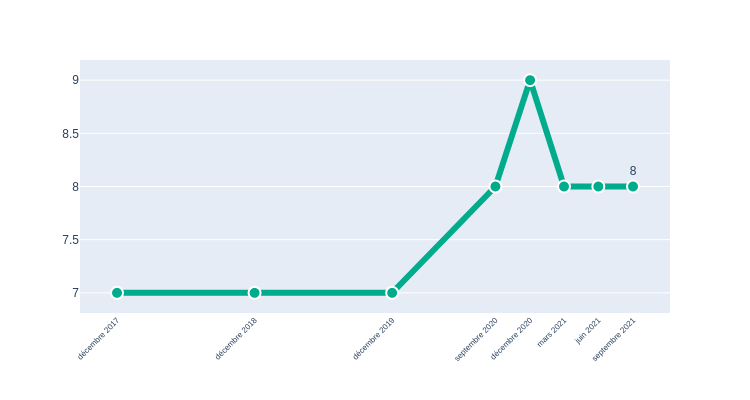 9
8.5
8
7.5
7
8
décembre 2017
décembre 2018
décembre 2019
septembre 2020
décembre 2020
mars 2021
juin 2021
septembre 2021